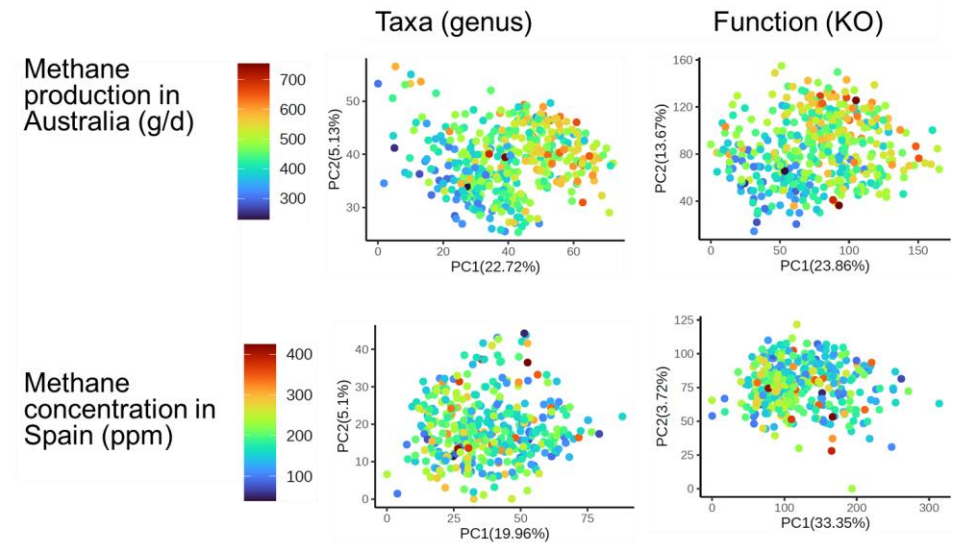 Taxa (genus)
Function (KO)
Methane
production in
Australia (g/d)
700
600
500
400
300
PC2(5.13%)
50
40
30
0
20
40
60
PC1(22.72%)
PC2(13.67%)
160
120
80
40
0
50
100
150
PC1(23.86%)
Methane
concentration in
Spain (ppm)
400
300
200
100
PC2(5.1%)
40
30
20
10
0
0
25
50
75
PC1(19.96%)
PC2(3.72%)
125
100
75
50
25
0
0
100
200
300
PC1(33.35%)